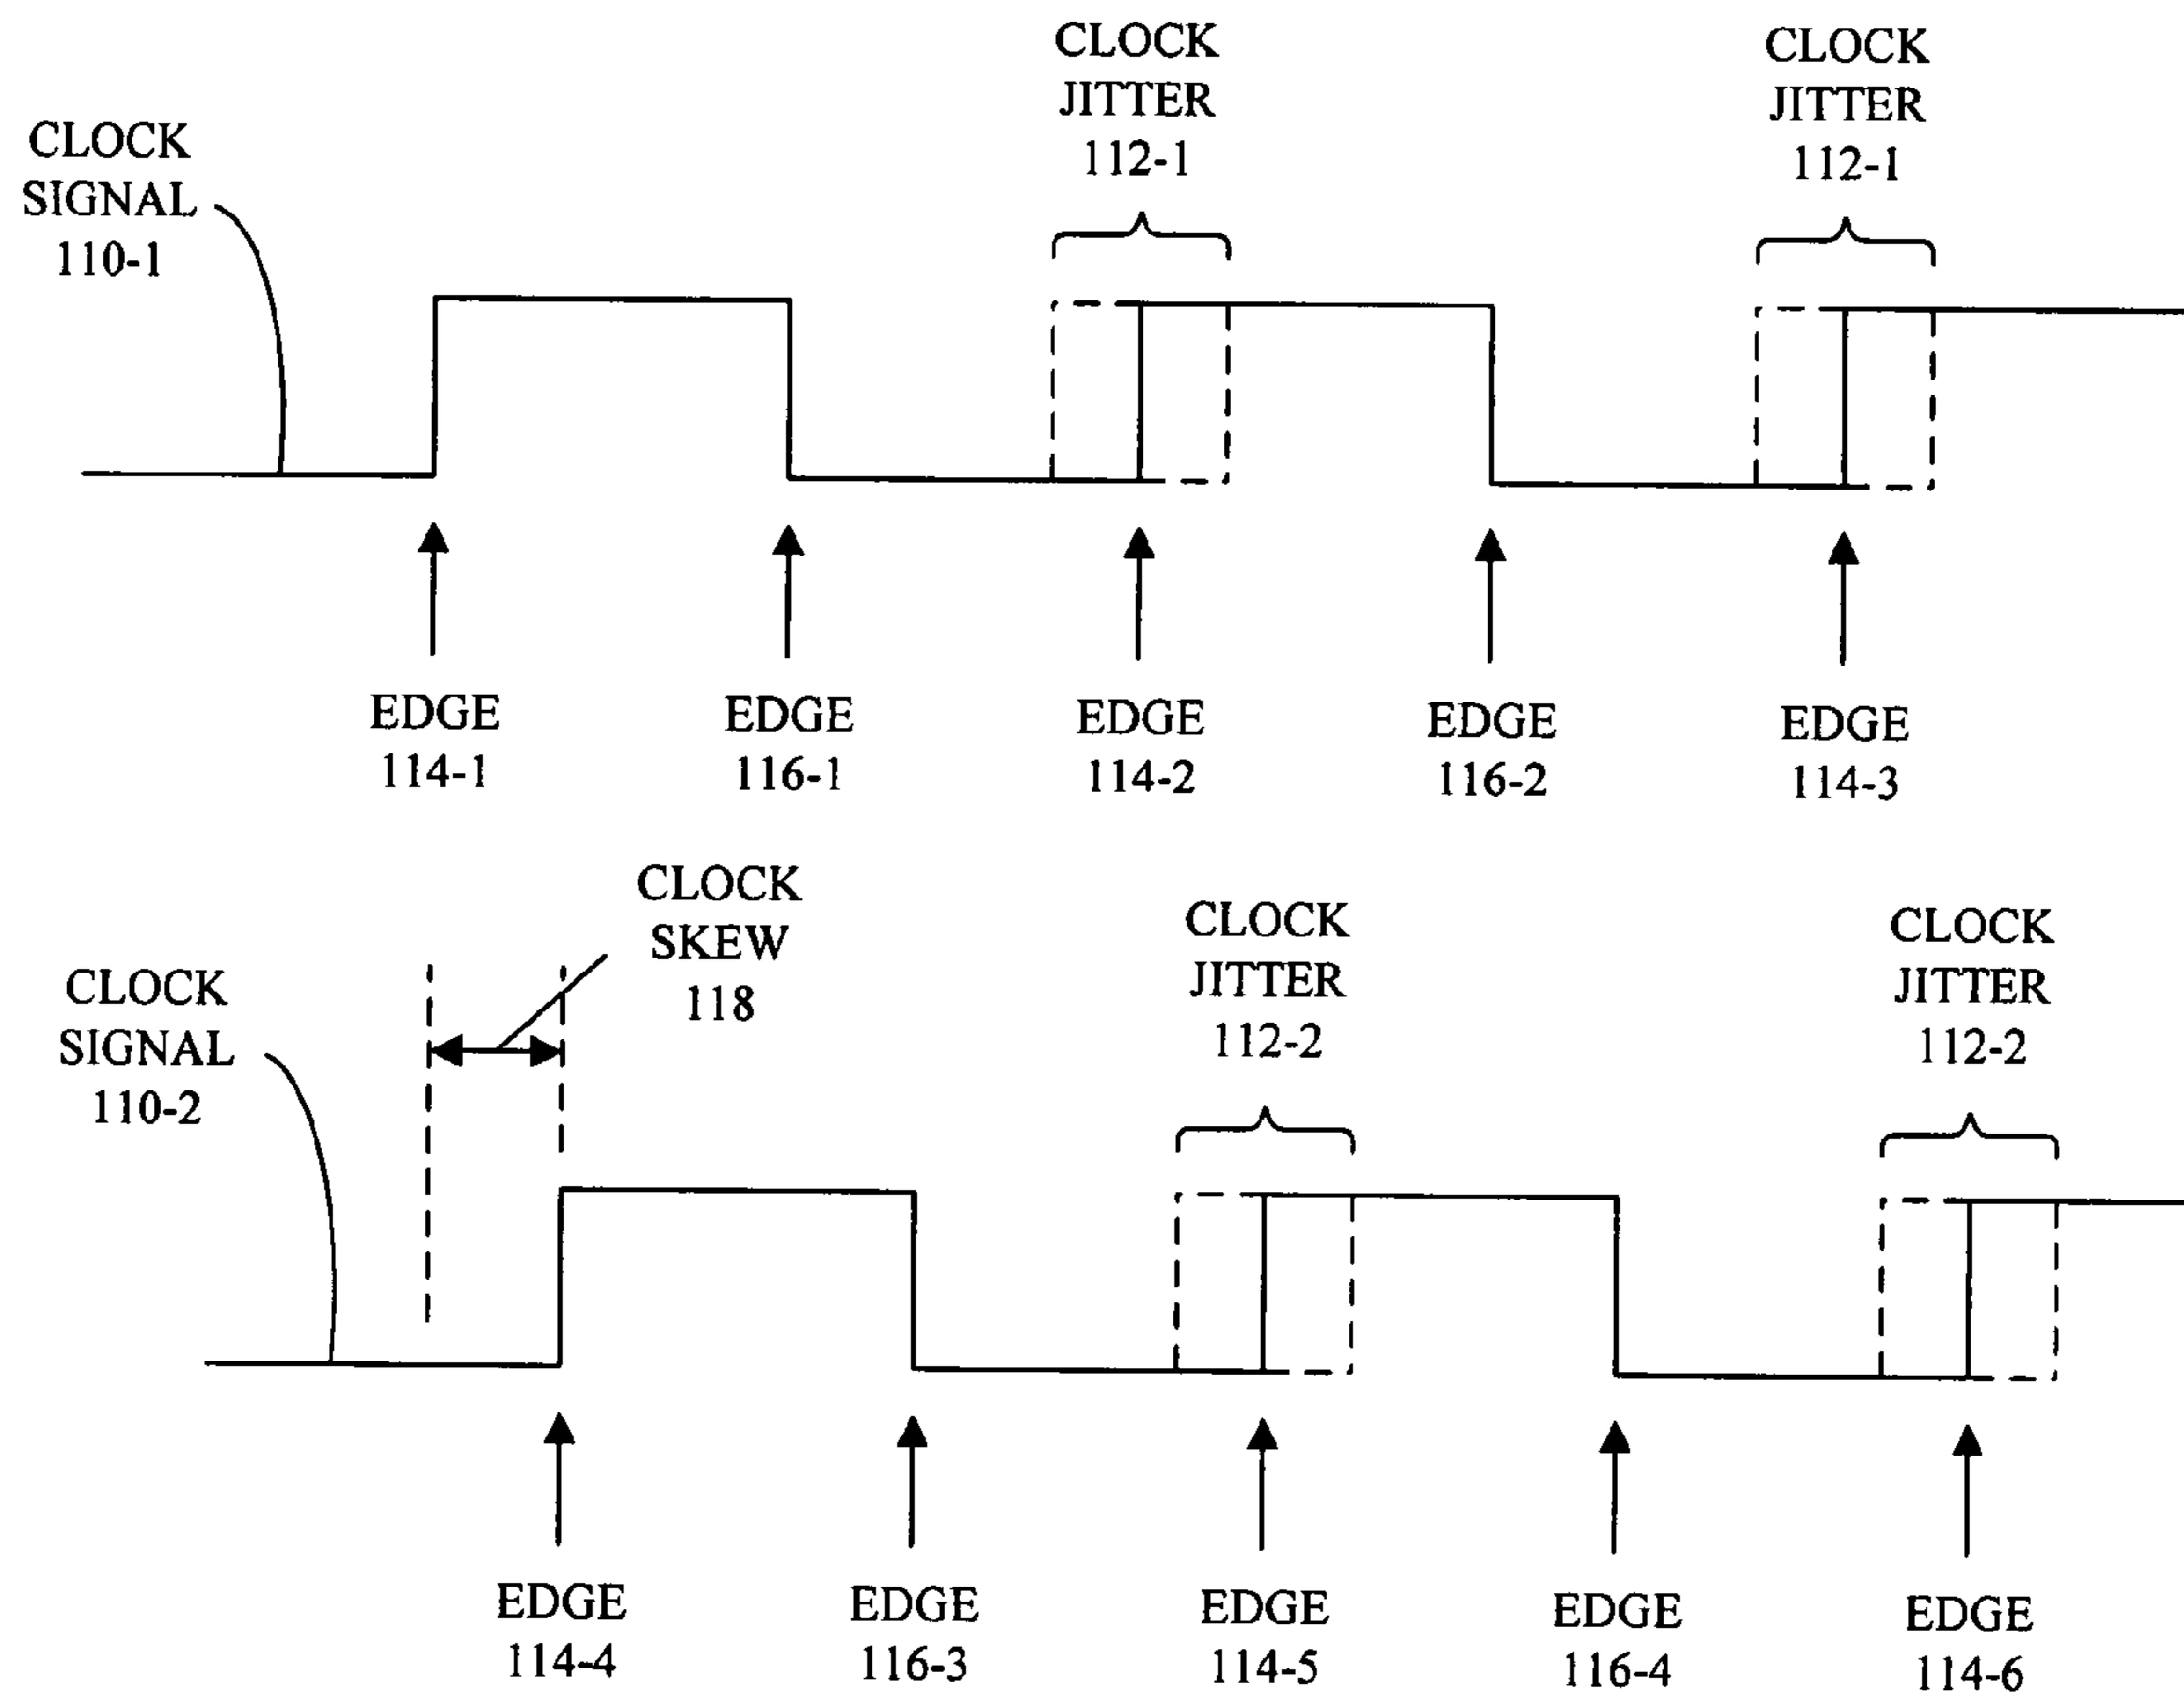 CLOCK
JITTER
112-1
CLOCK
JITTER
112-1
CLOCK
SIGNAL
110-1
EDGE
114-1
EDGE
116-1
EDGE
114-2
EDGE
116-2
EDGE
114-3
CLOCK
SKEW
118
CLOCK
JITTER
112-2
CLOCK
JITTER
112-2
CLOCK
SIGNAL
110-2
EDGE
114-4
EDGE
116-3
EDGE
114-5
EDGE
116-4
EDGE
114-6